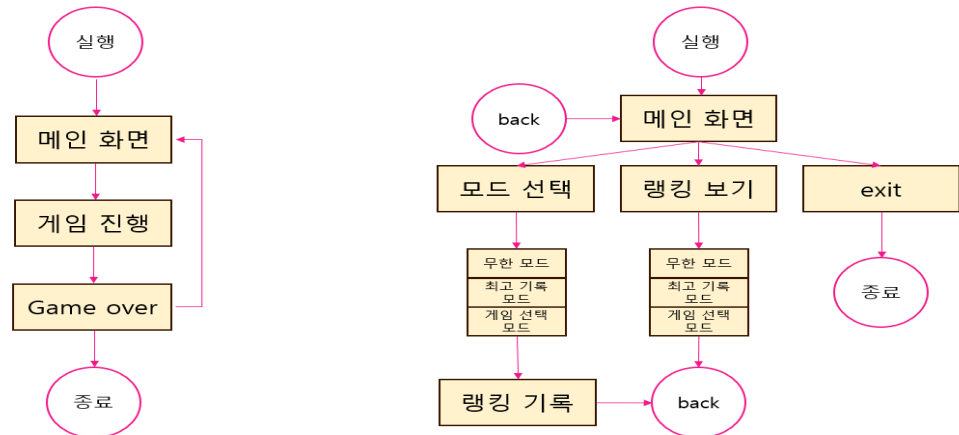 실행
메인 화면
게임 진행
Game over
종료
실행
back
메인 화면
모드 선택
랭킹 보기
exit
무한 모드
최고 기록
모드
게임 선택
모드
무한 모드
최고 기록
모드
게임 선택
모드
종료
랭킹 기록
back